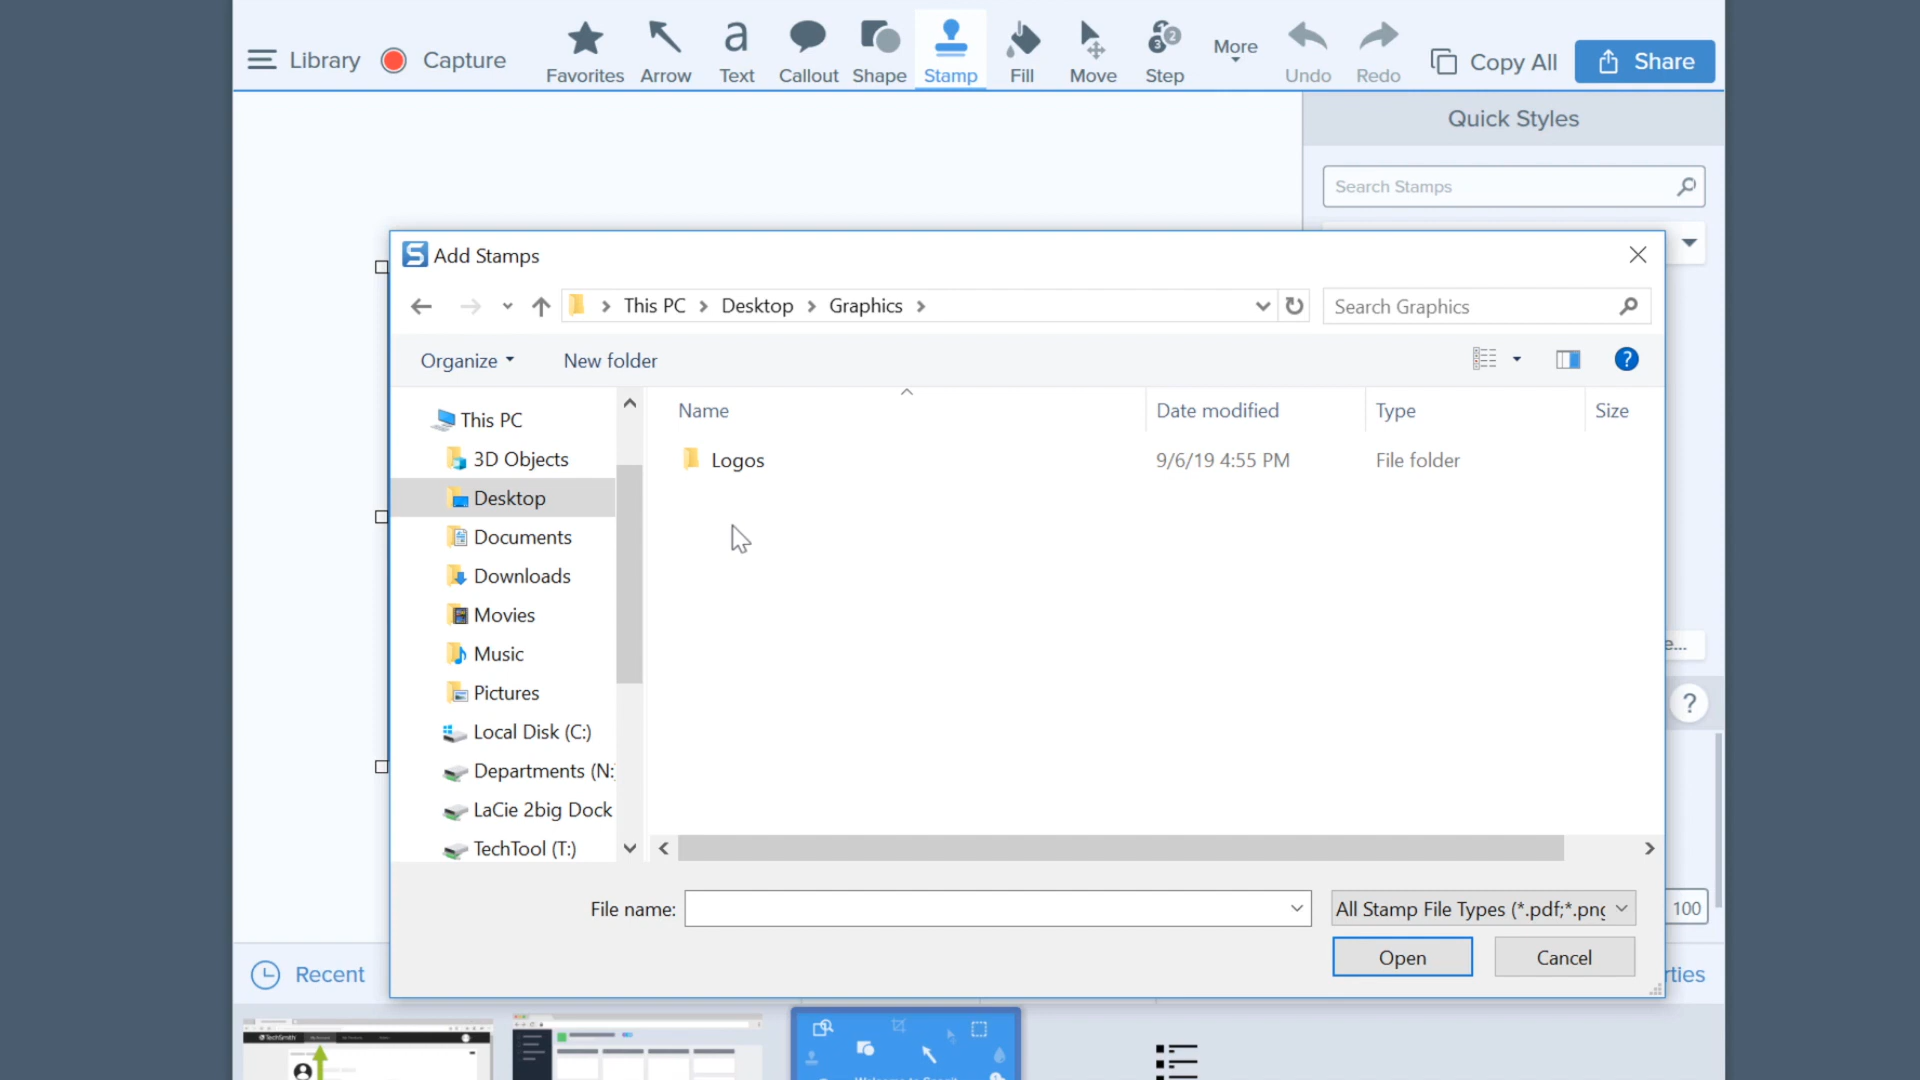 Library
Capture
Favorites
Arrow
Text
Callout
Shape
Stamp
Fill
Move
Step
More
Undo
Redo
Copy All
Share
Quick Styles
Search Stamps
Add Stamps
This PC
Desktop
Graphics
Search Graphics
Organize
New folder
Name
Date modified
Type
Size
This PC
3D Objects
Desktop
Documents
Downloads
Movies
Music
Pictures
Local Disk (C:)
Departments (N:
LaCie 2big Dock
TechTool (T:)
Logos
9/6/19 4:55 PM
File folder
e...
?
File name:
All Stamp File Types (*.pdf;*.png
100
Open
Cancel
Recent
rties
TechSmith